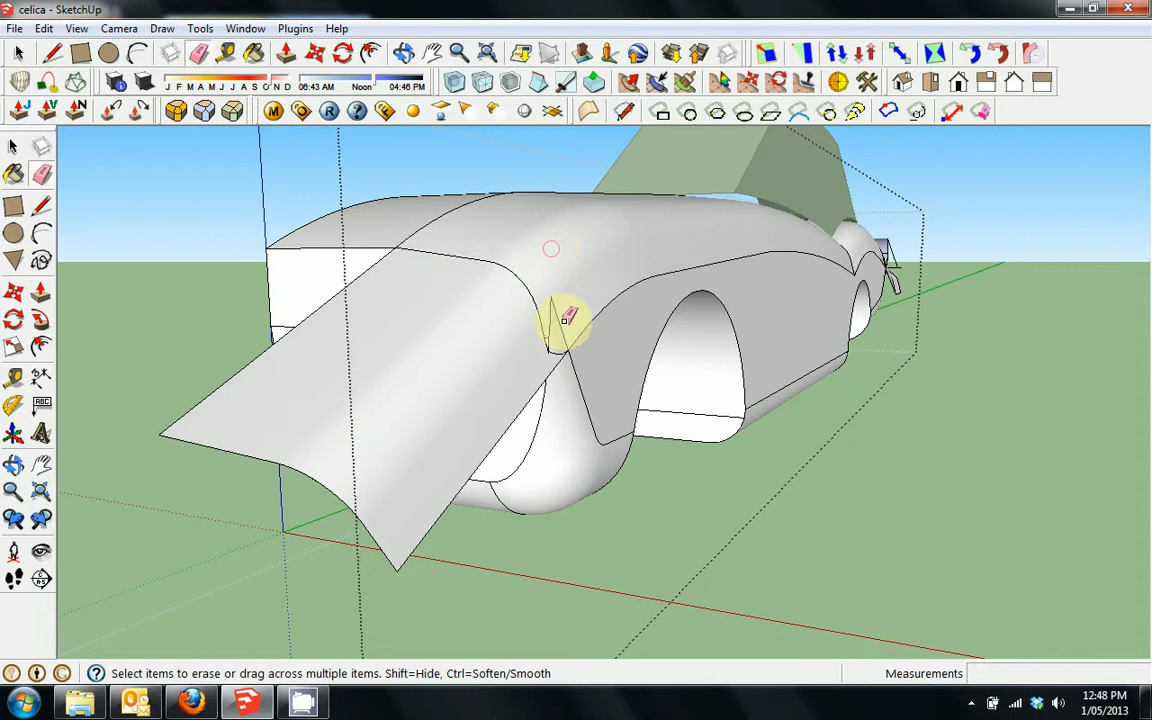 celica - SketchUp
File Edit View Camera Draw Tools Window Plugins Help
J F M A M J J A S O N D 06:43 AM Noon 04:46 PM
J V N M O R ? F
ABC
A
Select items to erase or drag across multiple items. Shift=Hide, Ctrl=Soften/Smooth Measurements
12:48 PM
1/05/2013